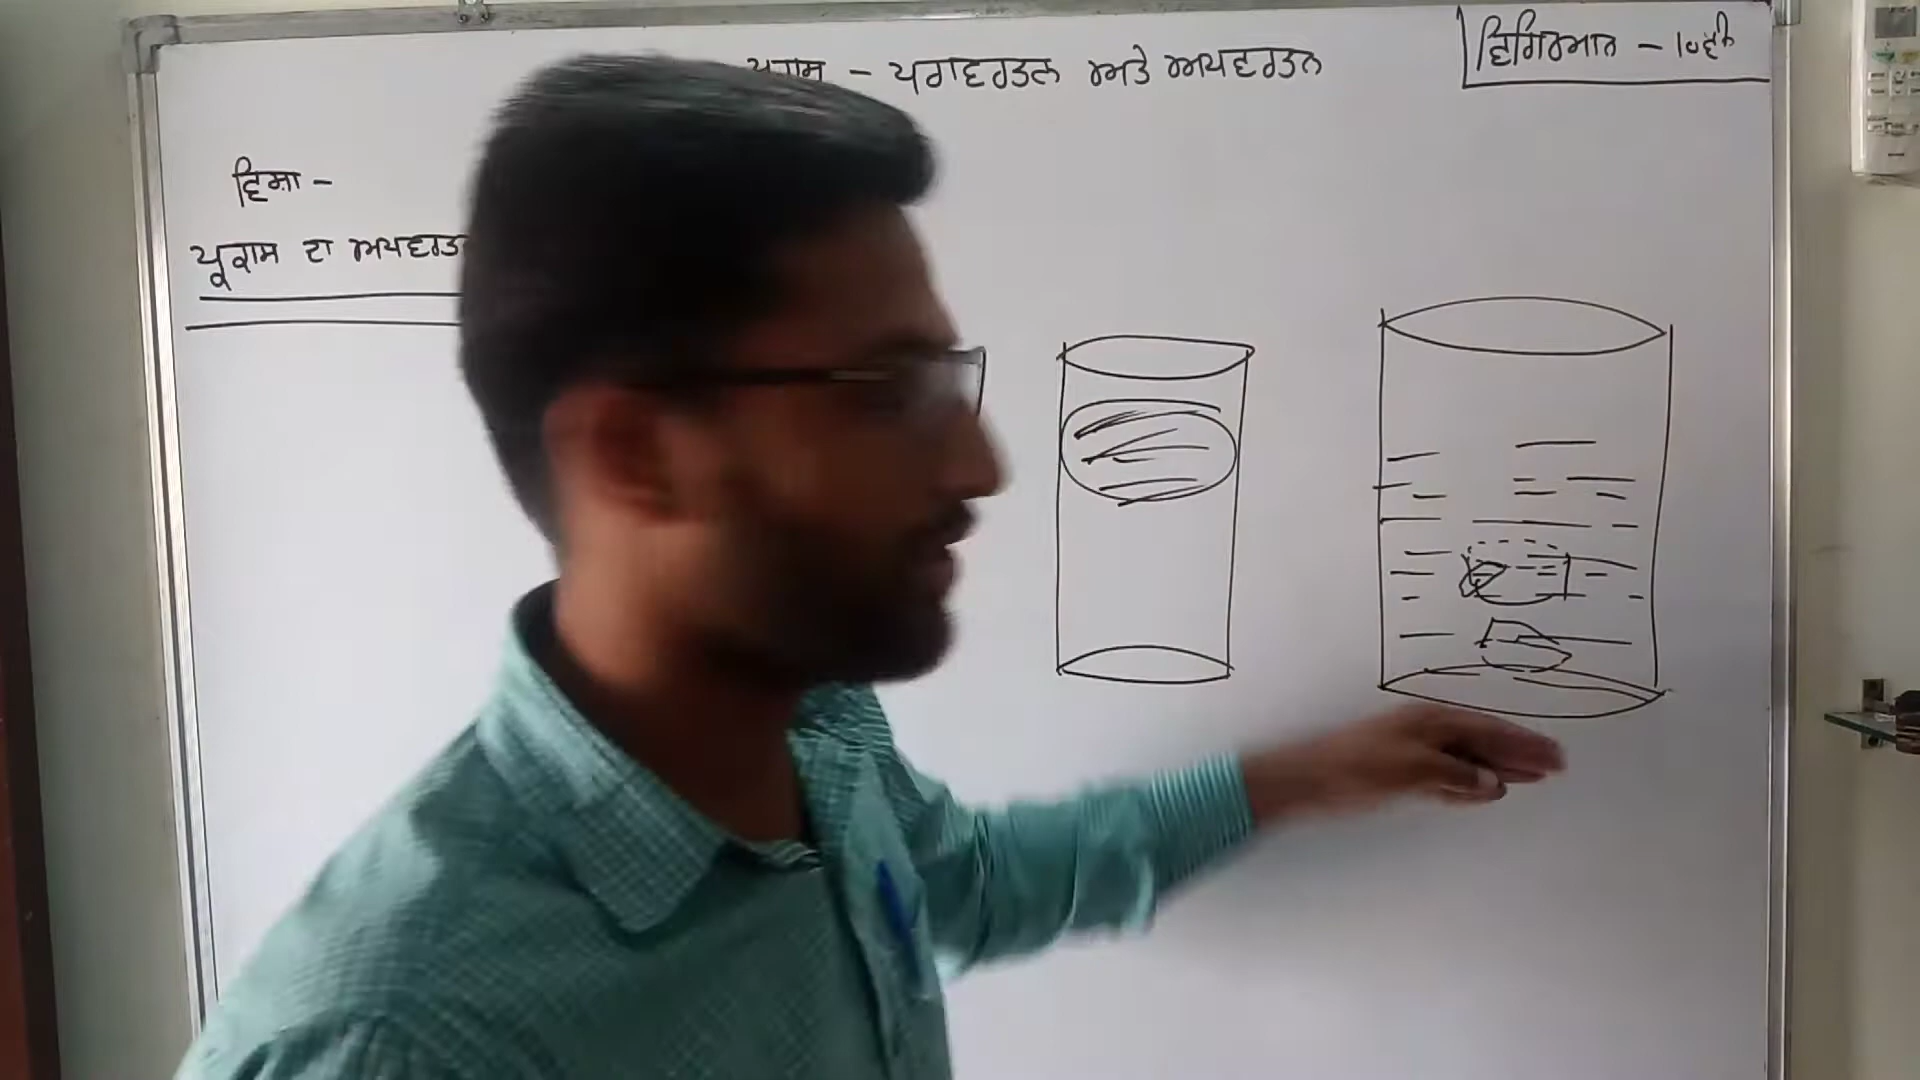 ਪ੍ਰਕਾਸ਼ – ਪਰਾਵਰਤਨ ਅਤੇ ਅਪਵਰਤਨ
ਵਿਗਿਆਨ – 10ਵੀਂ
ਵਿਸ਼ਾ –
ਪ੍ਰਕਾਸ਼ ਦਾ ਅਪਵਰਤ